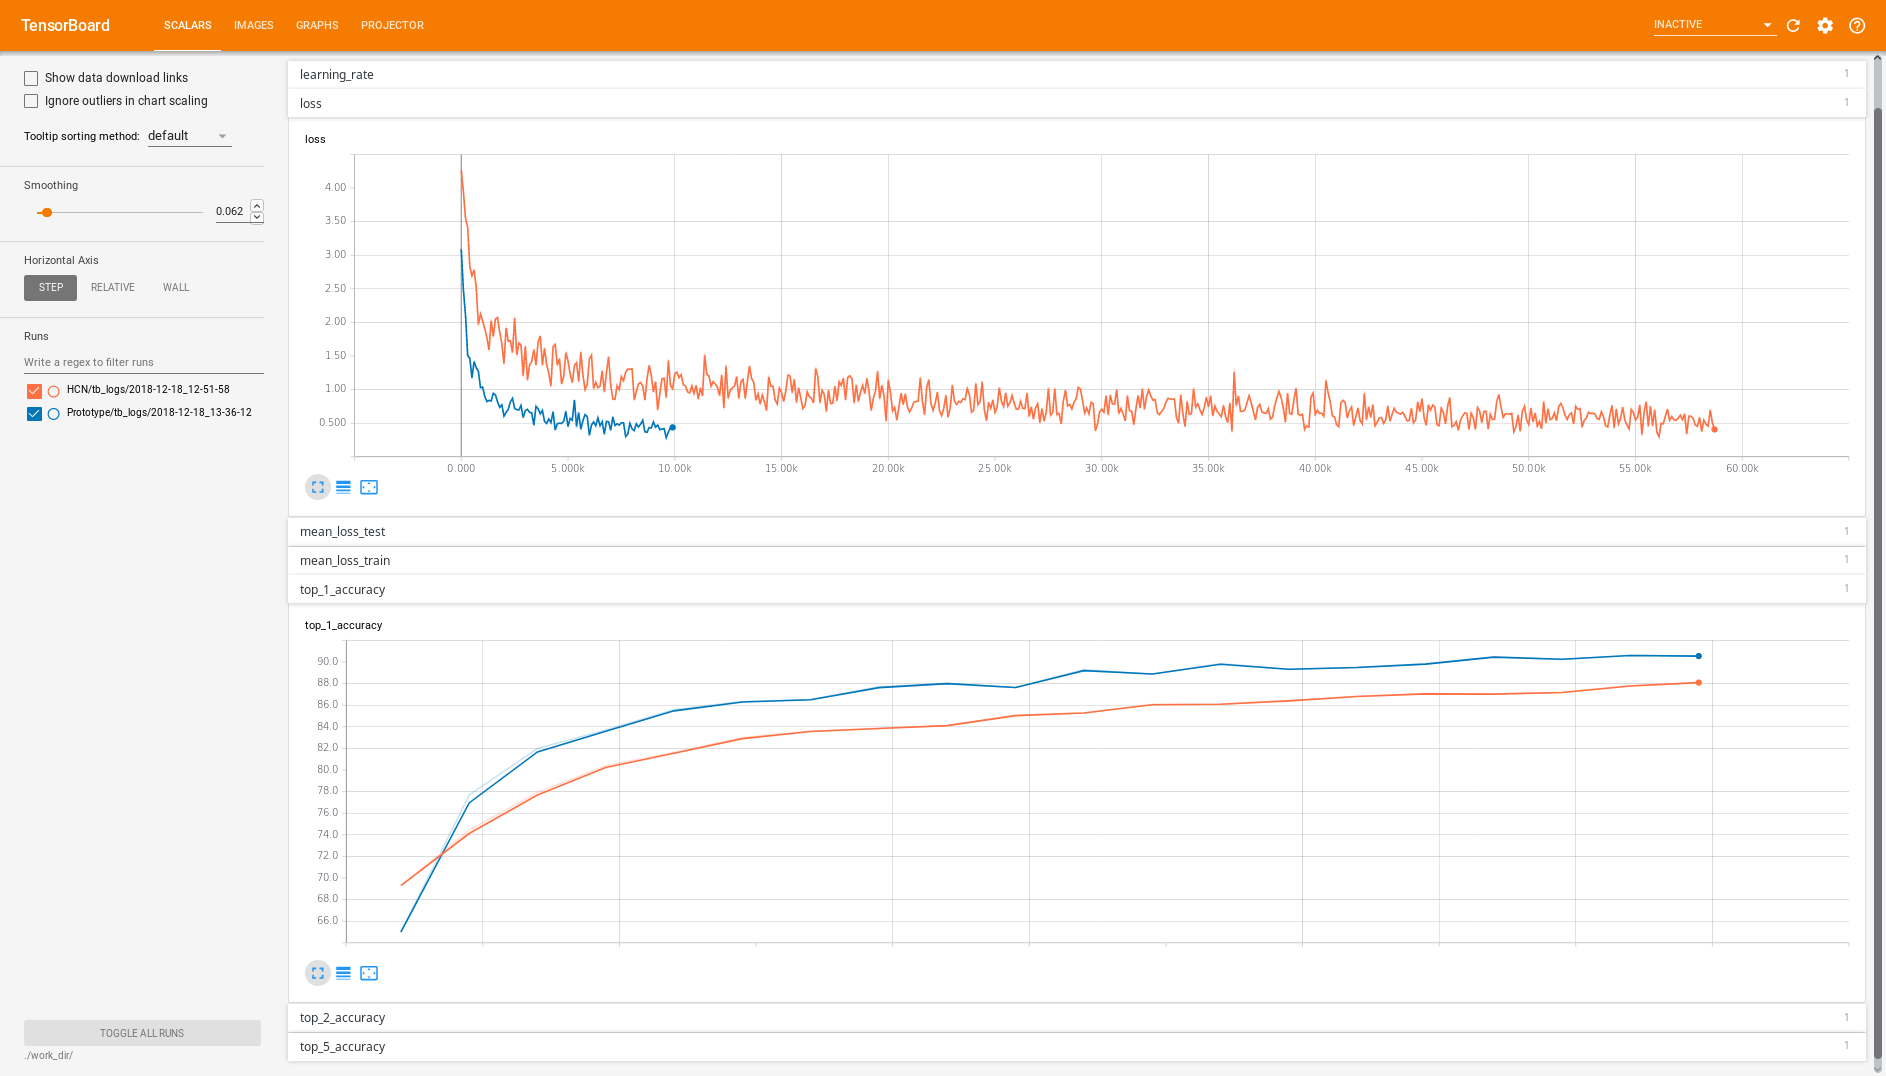 TensorBoard SCALARS IMAGES GRAPHS PROJECTOR INACTIVE
Show data download links
Ignore outliers in chart scaling
Tooltip sorting method: default
Smoothing
0.062
Horizontal Axis
STEP RELATIVE WALL
Runs
Write a regex to filter runs
HCN/tb_logs/2018-12-18_12-51-58
Prototype/tb_logs/2018-12-18_13-36-12
TOGGLE ALL RUNS
./work_dir/
learning_rate 1
loss 1
loss
4.00
3.50
3.00
2.50
2.00
1.50
1.00
0.500
0.000 5.000k 10.00k 15.00k 20.00k 25.00k 30.00k 35.00k 40.00k 45.00k 50.00k 55.00k 60.00k
mean_loss_test 1
mean_loss_train 1
top_1_accuracy 1
top_1_accuracy
90.0
88.0
86.0
84.0
82.0
80.0
78.0
76.0
74.0
72.0
70.0
68.0
66.0
top_2_accuracy 1
top_5_accuracy 1